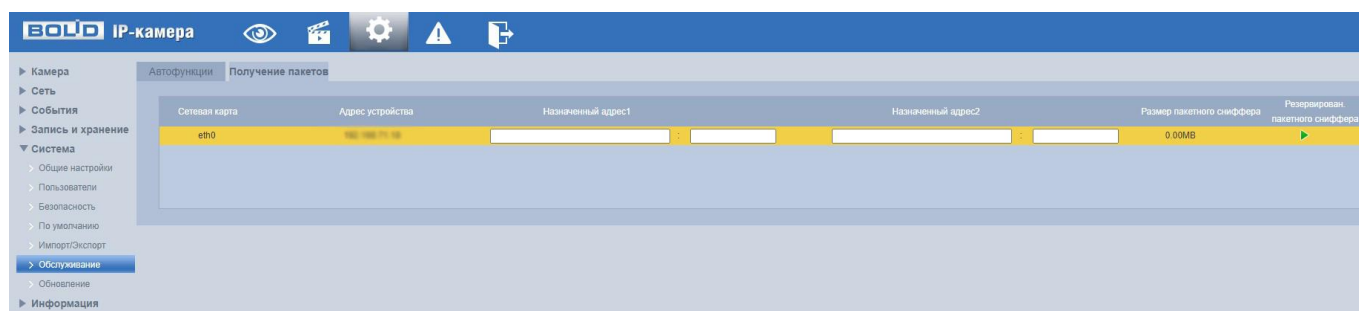 BOLID IP-камера
Камера
Сеть
События
Запись и хранение
Система
Общие настройки
Пользователи
Безопасность
По умолчанию
Импорт/Экспорт
Обслуживание
Обновление
Информация
Автофункции Получение пакетов
Сетевая карта Адрес устройства Назначенный адрес1 Назначенный адрес2 Размер пакетного сниффера Резервирован. пакетного сниффера
eth0 : : 0.00MB